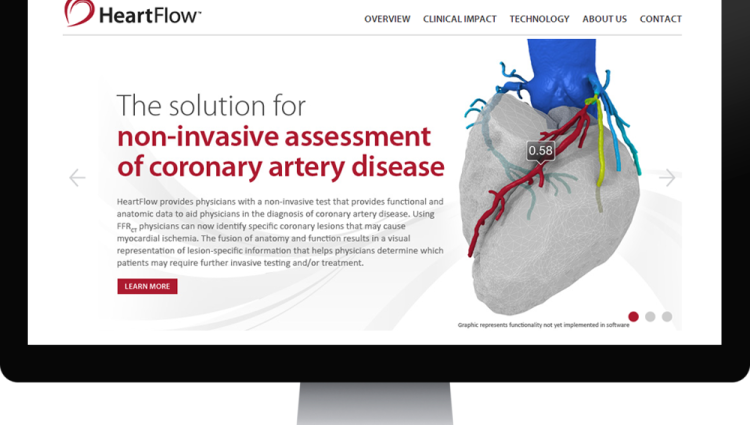 HeartFlow™
OVERVIEW CLINICAL IMPACT TECHNOLOGY ABOUT US CONTACT
The solution for
non-invasive assessment
of coronary artery disease
0.58
HeartFlow provides physicians with a non-invasive test that provides functional and
anatomic data to aid physicians in the diagnosis of coronary artery disease. Using
FFRCT physicians can now identify specific coronary lesions that may cause
myocardial ischemia. The fusion of anatomy and function results in a visual
representation of lesion-specific information that helps physicians determine which
patients may require further invasive testing and/or treatment.
LEARN MORE
Graphic represents functionality not yet implemented in software